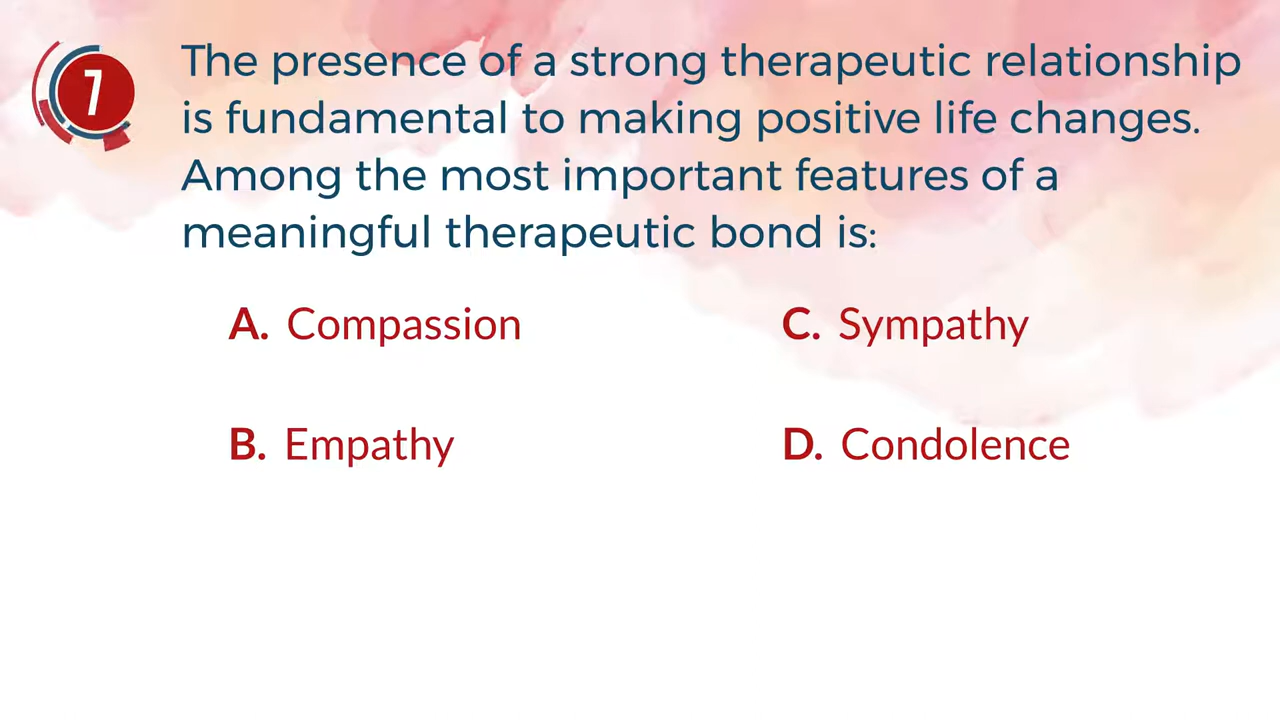 7
The presence of a strong therapeutic relationship
is fundamental to making positive life changes.
Among the most important features of a
meaningful therapeutic bond is:
A. Compassion
B. Empathy
C. Sympathy
D. Condolence